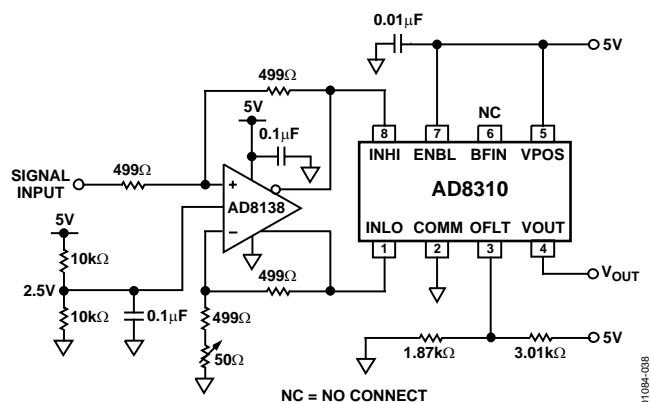 0.01µF
5V
499Ω
5V
0.1µF
NC
8
7
6
5
INHI
ENBL
BFIN
VPOS
SIGNAL
INPUT
499Ω
+
AD8138
−
AD8310
5V
10kΩ
2.5V
10kΩ
0.1µF
INLO
COMM
OFLT
VOUT
1
2
3
4
499Ω
499Ω
50Ω
VOUT
1.87kΩ
3.01kΩ
5V
NC = NO CONNECT
01084-038